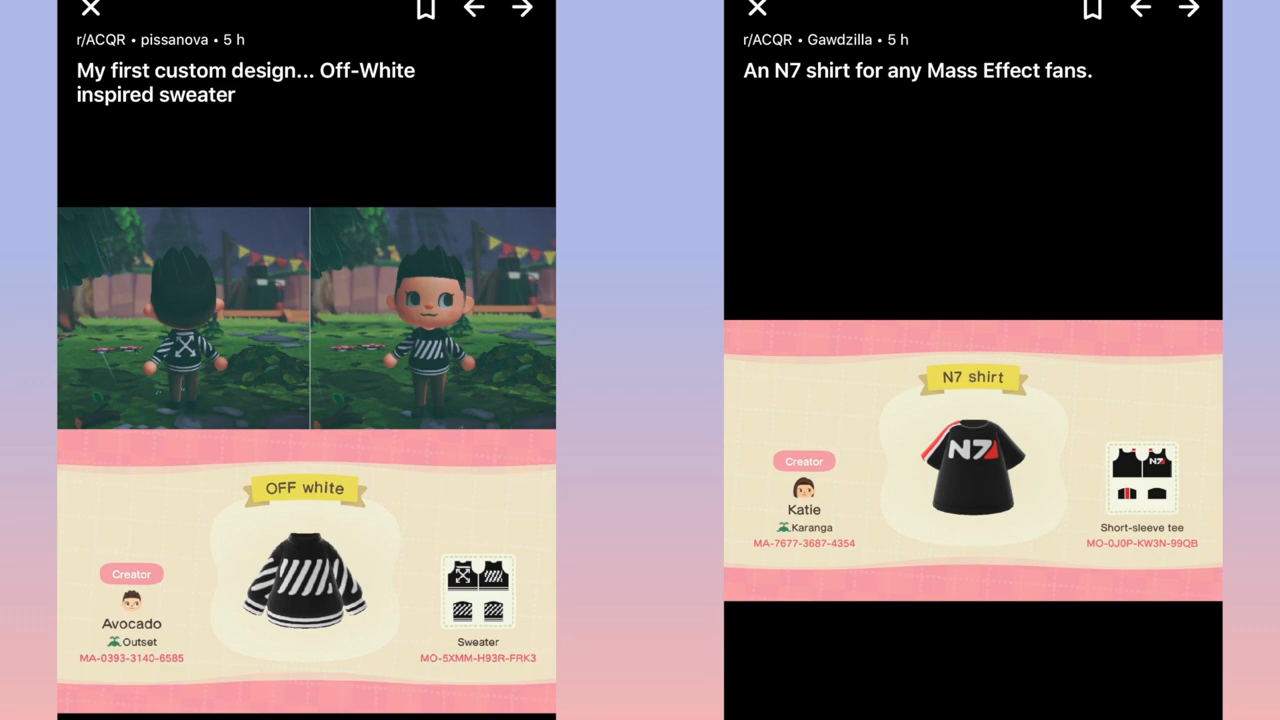 r/ACQR • pissanova • 5 h
My first custom design... Off-White
inspired sweater
OFF white
Creator
Avocado
Outset
MA-0393-3140-6585
Sweater
MO-5XMM-H93R-FRK3
r/ACQR • Gawdzilla • 5 h
An N7 shirt for any Mass Effect fans.
N7 shirt
N7
Creator
Katie
Karanga
MA-7677-3687-4354
N7
Short-sleeve tee
MO-0J0P-KW3N-99QB